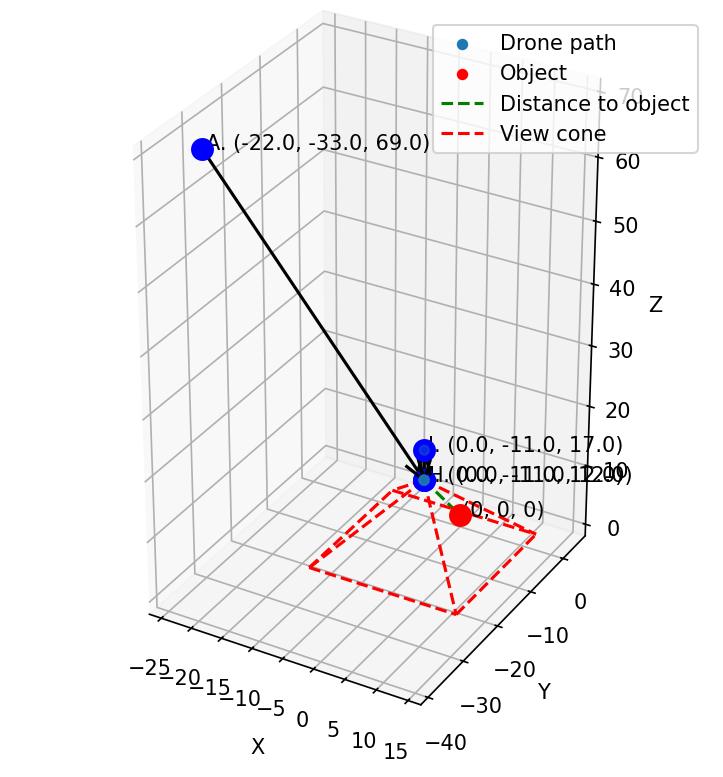 Drone path
Object
Distance to object
View cone
A. (-22.0, -33.0, 69.0)
(0.0, -11.0, 17.0)
(0, 0, 0)
70
60
50
40
30
20
10
0
Z
−25
−20
−15
−10
−5
0
5
10
15
X
−40
−30
−20
−10
0
Y